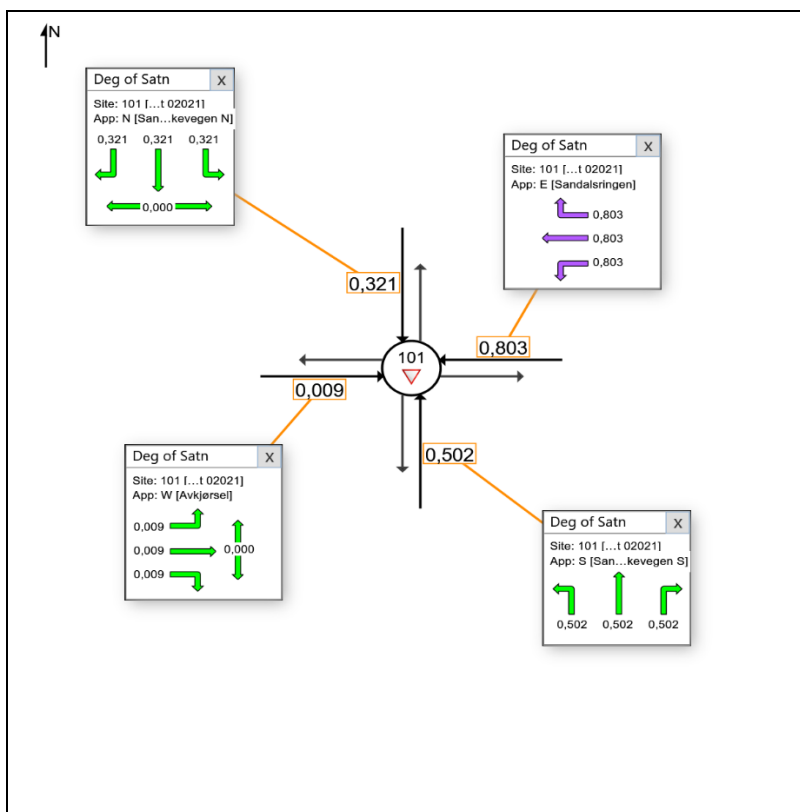 N
Deg of Satn X
Site: 101 [...t 02021]
App: N [San...kevegen N]
0,321 0,321 0,321
0,000
Deg of Satn X
Site: 101 [...t 02021]
App: E [Sandalsringen]
0,803
0,803
0,803
0,321
101
0,803
0,009
0,502
Deg of Satn X
Site: 101 [...t 02021]
App: W [Avkjørsel]
0,009
0,009 0,000
0,009
Deg of Satn X
Site: 101 [...t 02021]
App: S [San...kevegen S]
0,502 0,502 0,502